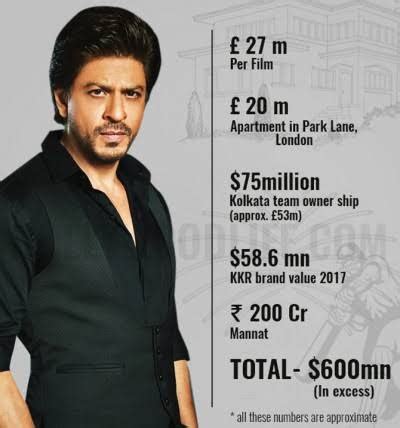 £ 27 m
Per Film
£ 20 m
Apartment in Park Lane,
London
$75million
Kolkata team owner ship
(approx. £53m)
$58.6 mn
KKR brand value 2017
₹ 200 Cr
Mannat
TOTAL- $600mn
(In excess)
* all these numbers are approximate